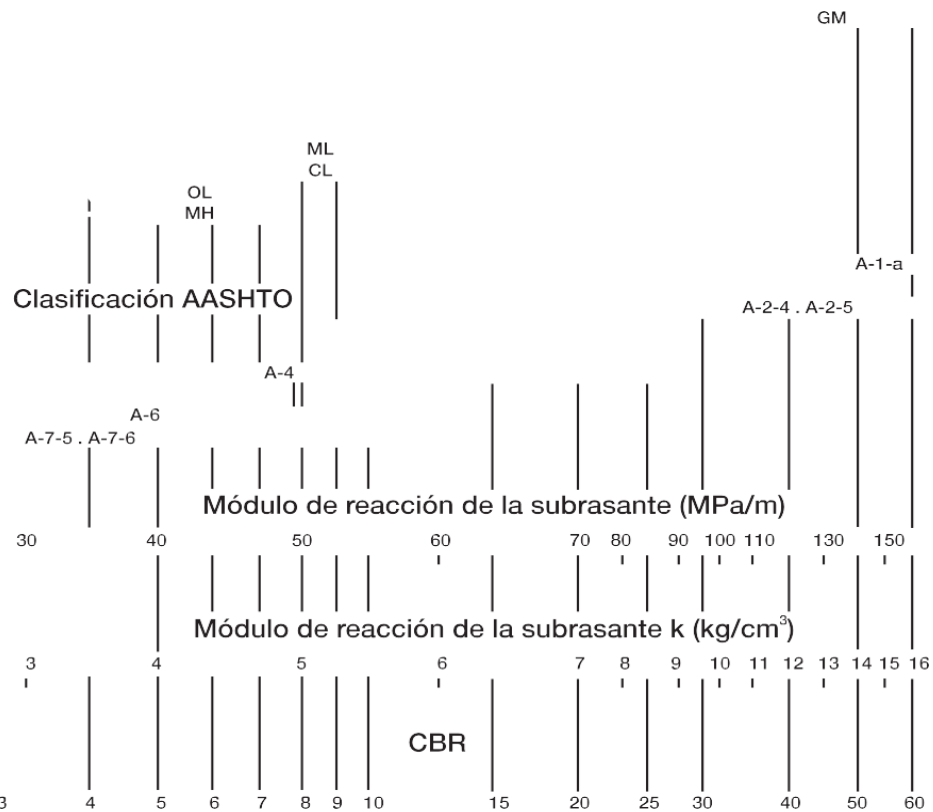 GM
ML
CL
OL
MH
A-1-a
Clasificación AASHTO
A-2-4 . A-2-5
A-4
A-6
A-7-5 . A-7-6
Módulo de reacción de la subrasante (MPa/m)
30 40 50 60 70 80 90 100 110 130 150
Módulo de reacción de la subrasante k (kg/cm³)
3 4 5 6 7 8 9 10 11 12 13 14 15 16
CBR
3 4 5 6 7 8 9 10 15 20 25 30 40 50 60